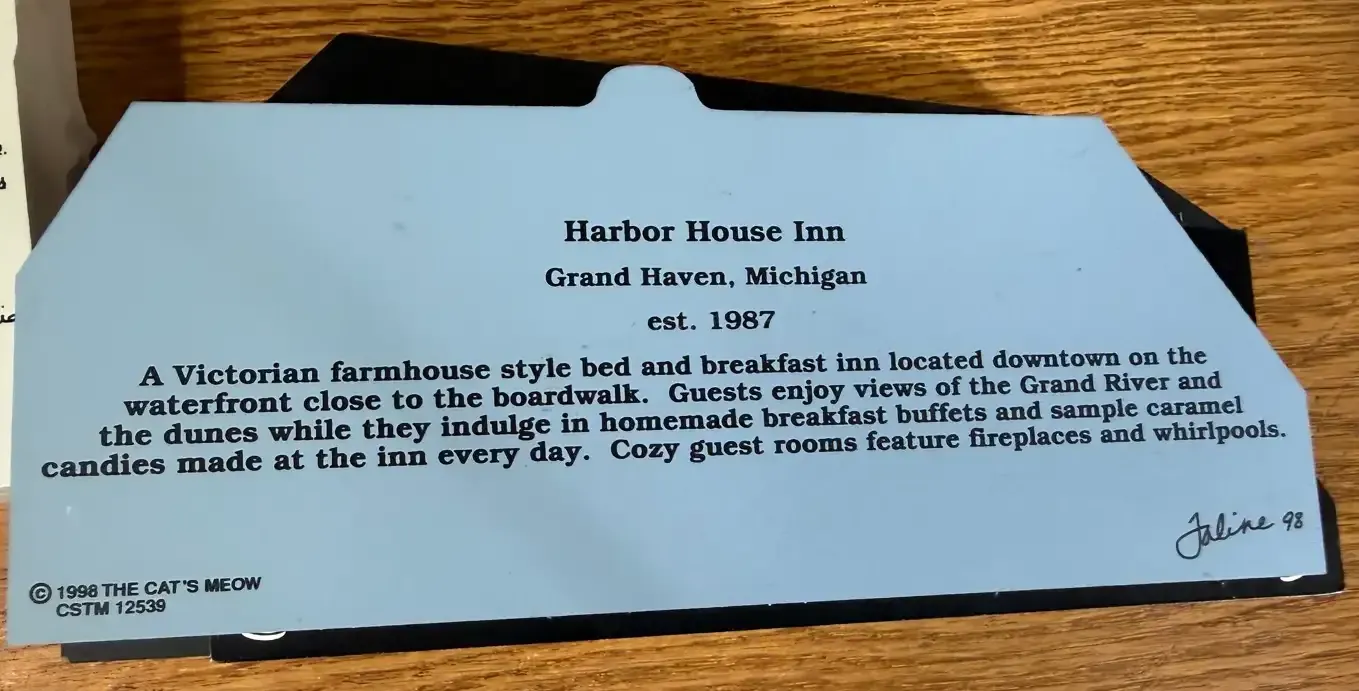 Harbor House Inn
Grand Haven, Michigan
est. 1987
A Victorian farmhouse style bed and breakfast inn located downtown on the
waterfront close to the boardwalk. Guests enjoy views of the Grand River and
the dunes while they indulge in homemade breakfast buffets and sample caramel
candies made at the inn every day. Cozy guest rooms feature fireplaces and whirlpools.
Faline 98
© 1998 THE CAT'S MEOW
CSTM 12539